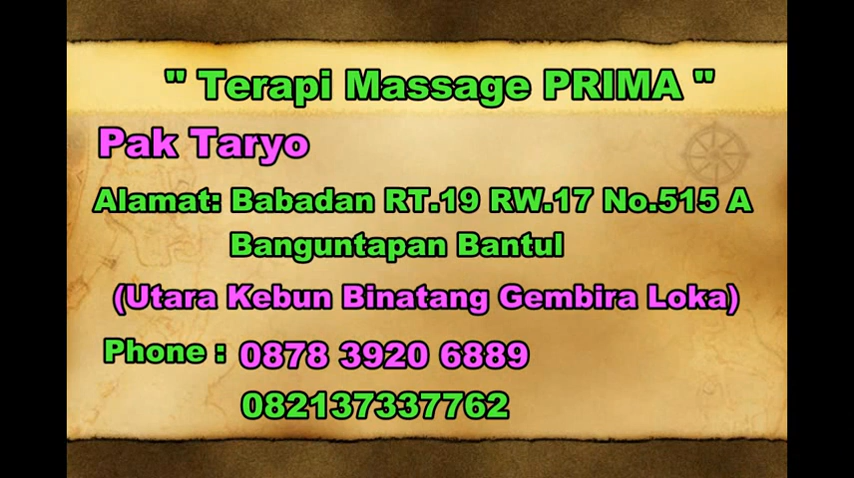 " Terapi Massage PRIMA "
Pak Taryo
Alamat: Babadan RT.19 RW.17 No.515 A
Banguntapan Bantul
(Utara Kebun Binatang Gembira Loka)
Phone : 0878 3920 6889
082137337762